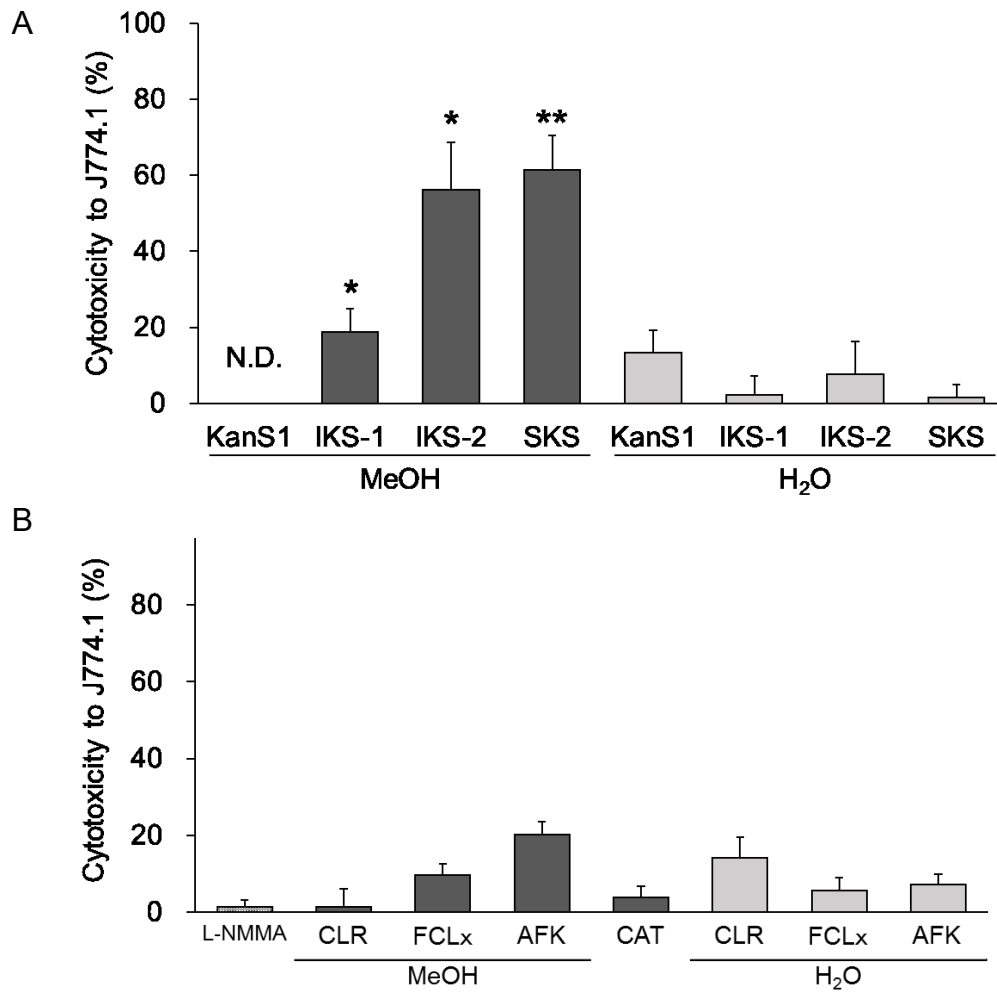 A
Cytotoxicity to J774.1 (%)
100
80
60
40
20
0
N.D.
*
*
**
KanS1 IKS-1 IKS-2 SKS KanS1 IKS-1 IKS-2 SKS
MeOH H₂O
B
Cytotoxicity to J774.1 (%)
80
60
40
20
0
L-NMMA CLR FCLx AFK CAT CLR FCLx AFK
MeOH H₂O